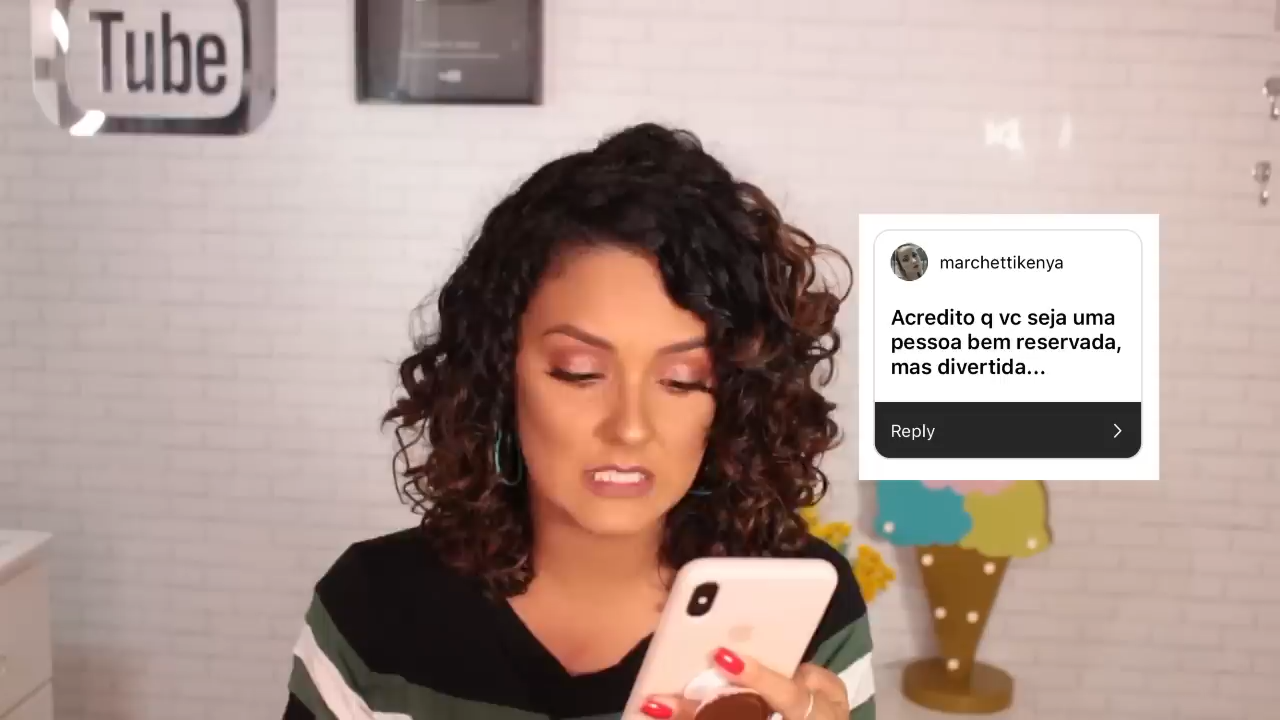 Tube
marchettikenya
Acredito q vc seja uma
pessoa bem reservada,
mas divertida...
Reply